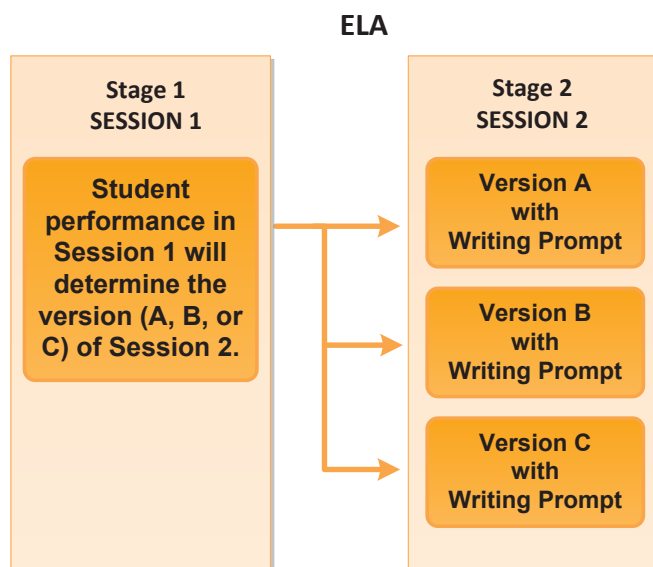 ELA
Stage 1
SESSION 1
Student
performance in
Session 1 will
determine the
version (A, B, or
C) of Session 2.
Stage 2
SESSION 2
Version A
with
Writing Prompt
Version B
with
Writing Prompt
Version C
with
Writing Prompt